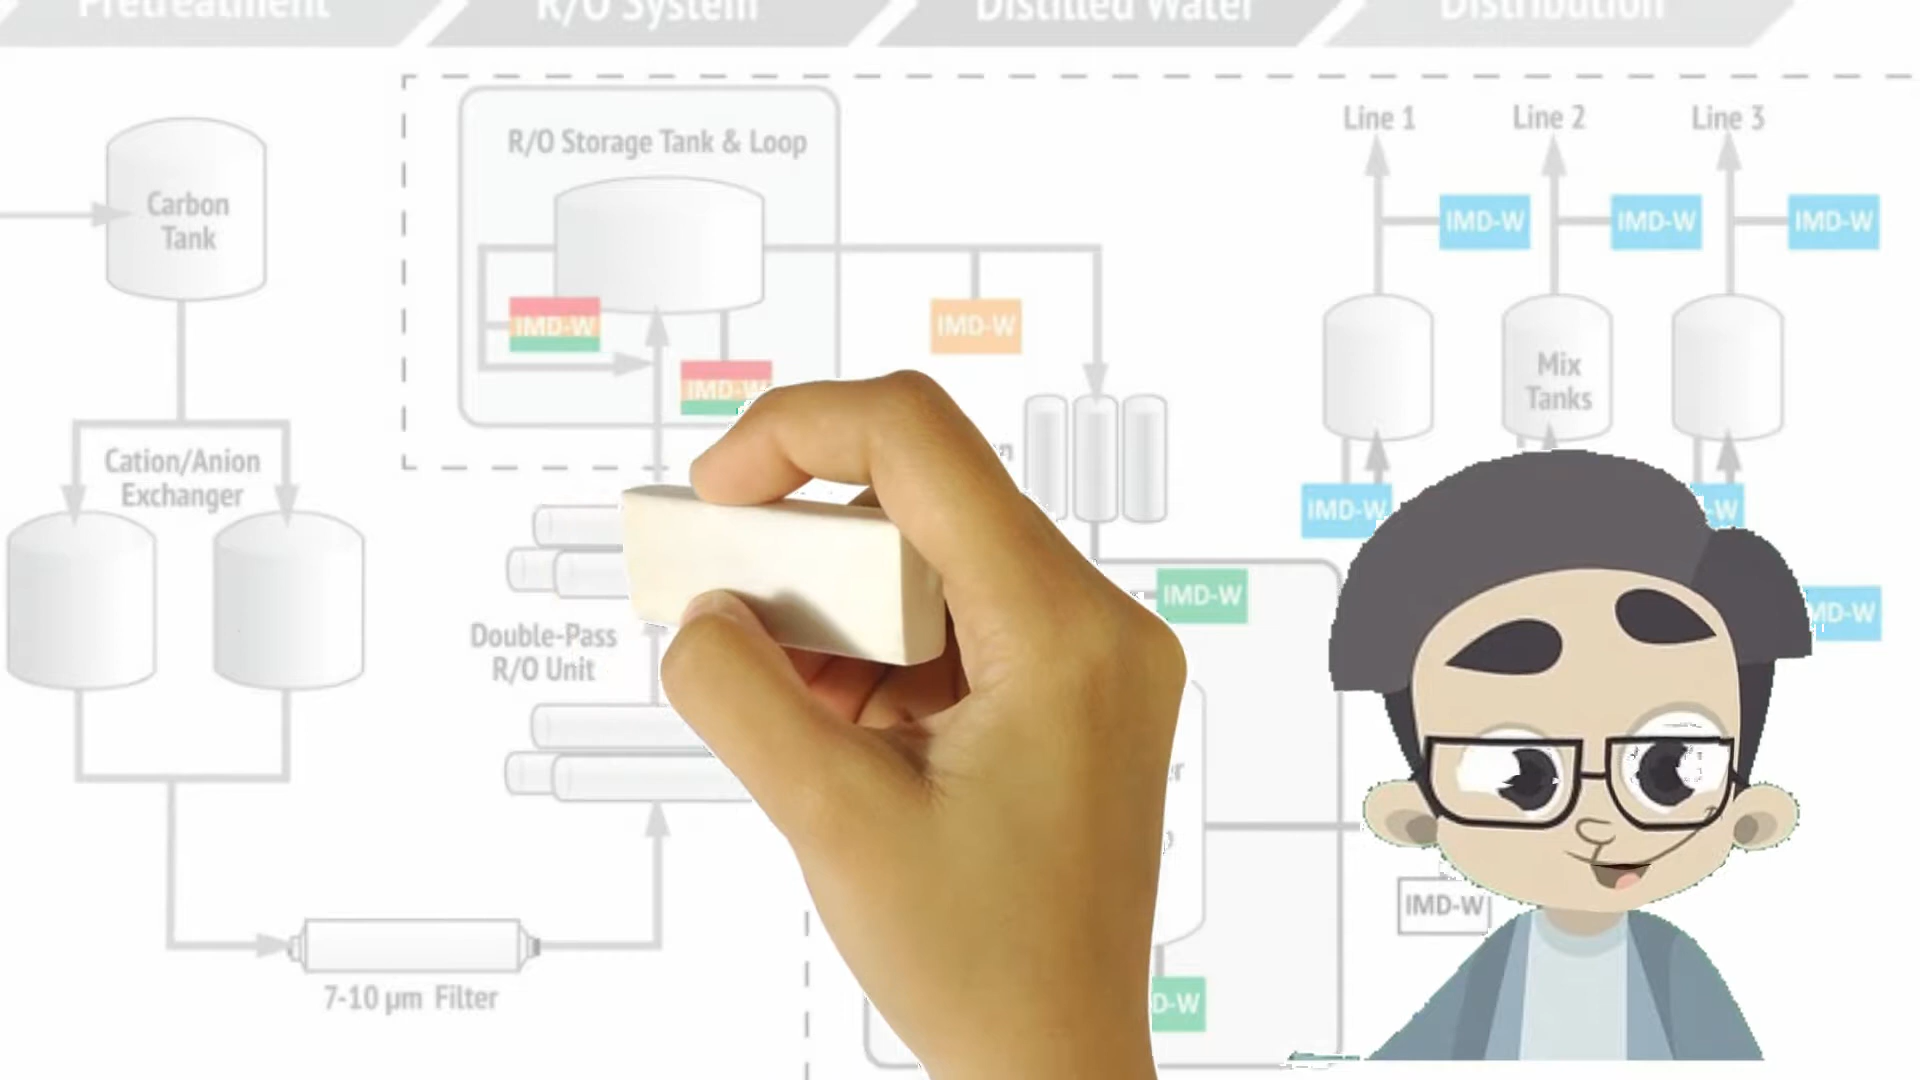 Pretreatment
R/O System
Distilled Water
Distribution
Line 1
Line 2
Line 3
R/O Storage Tank & Loop
Carbon
Tank
IMD-W
IMD-W
IMD-W
IMD-W
IMD-W
IMD-W
Mix
Tanks
Cation/Anion
Exchanger
IMD-W
-W
IMD-W
MD-W
Double-Pass
R/O Unit
IMD-W
D-W
7-10 µm Filter